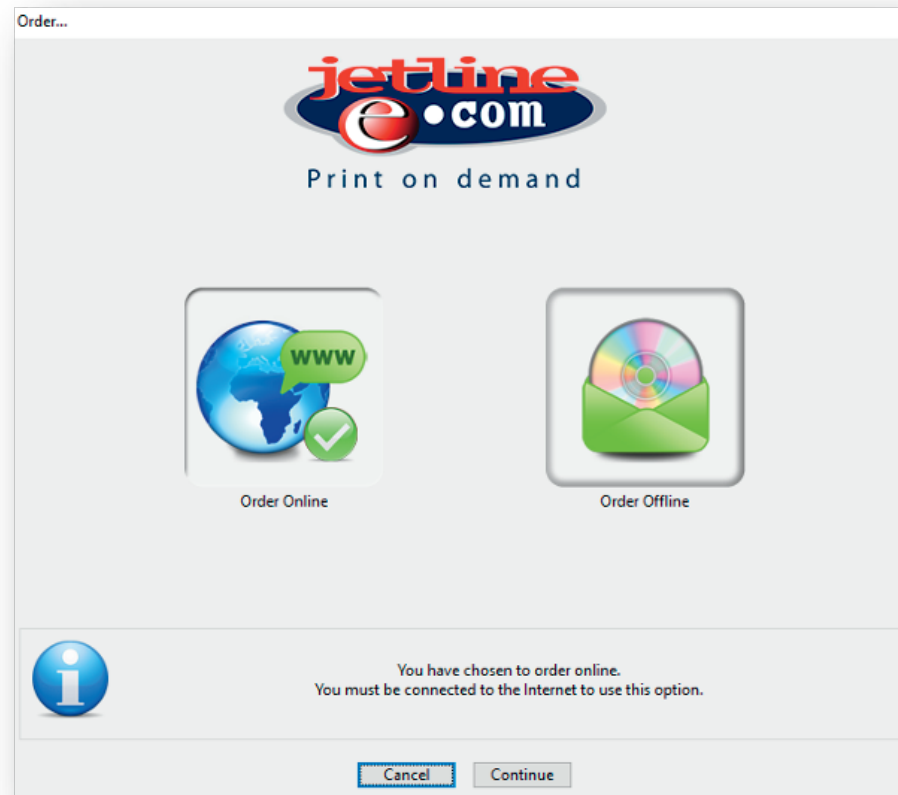 Order...
jetline
e.com
Print on demand
www
Order Online
Order Offline
i
You have chosen to order online.
You must be connected to the Internet to use this option.
Cancel
Continue